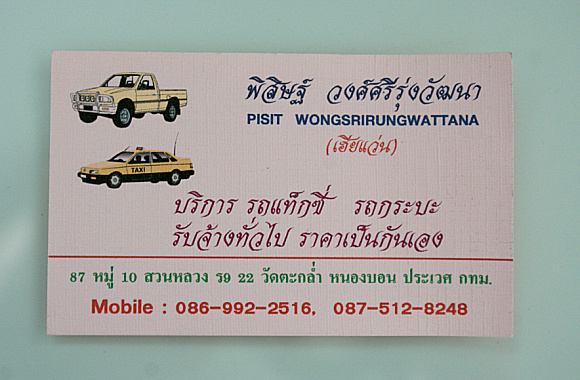 พิสิษฐ์ วงศ์ศรีรุ่งวัฒนา
PISIT WONGSRIRUNGWATTANA
(เฮียแว่น)
TAXI
บริการ รถแท็กซี่ รถกระบะ
รับจ้างทั่วไป ราคาเป็นกันเอง
87 หมู่ 10 สวนหลวง ร9 22 วัดตะกล่ำ หนองบอน ประเวศ กทม.
Mobile : 086-992-2516, 087-512-8248